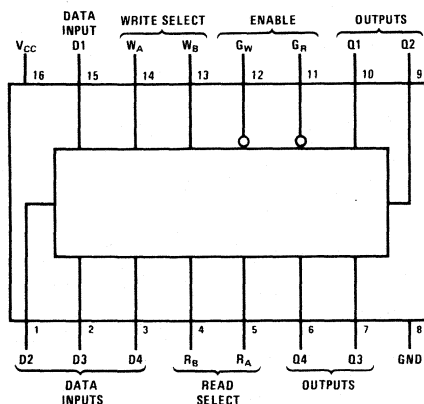 DATA
INPUT
WRITE SELECT
ENABLE
OUTPUTS
VCC D1 WA WB GW GR Q1 Q2
16 15 14 13 12 11 10 9
1 2 3 4 5 6 7 8
D2 D3 D4 RB RA Q4 Q3 GND
DATA
INPUTS
READ
SELECT
OUTPUTS